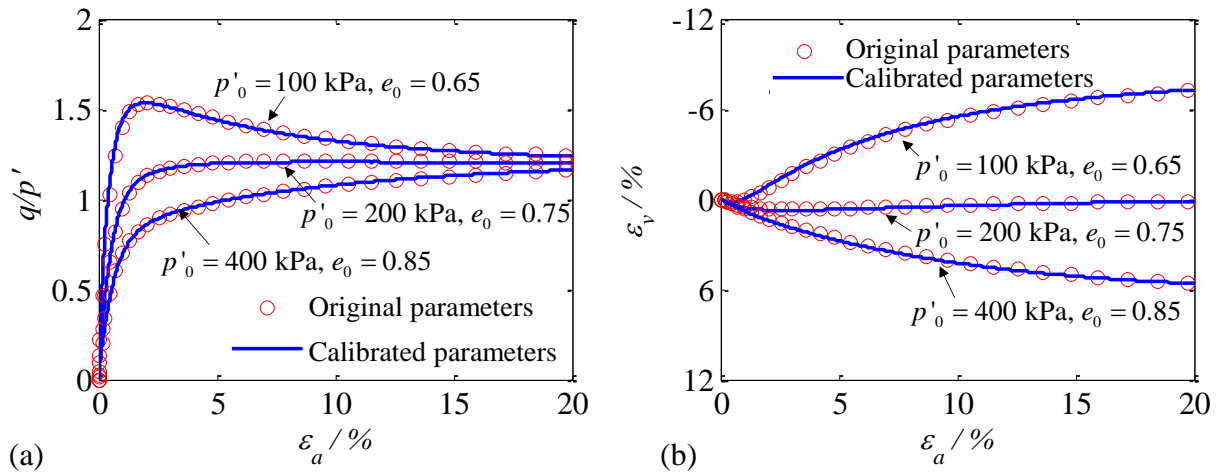 2
1.5
1
0.5
0
q/p'
p'₀ = 100 kPa, e₀ = 0.65
p'₀ = 200 kPa, e₀ = 0.75
p'₀ = 400 kPa, e₀ = 0.85
Original parameters
Calibrated parameters
0 5 10 15 20
εₐ / %
(a)
-12
-6
0
6
12
εᵥ / %
Original parameters
Calibrated parameters
p'₀ = 100 kPa, e₀ = 0.65
p'₀ = 200 kPa, e₀ = 0.75
p'₀ = 400 kPa, e₀ = 0.85
0 5 10 15 20
εₐ / %
(b)